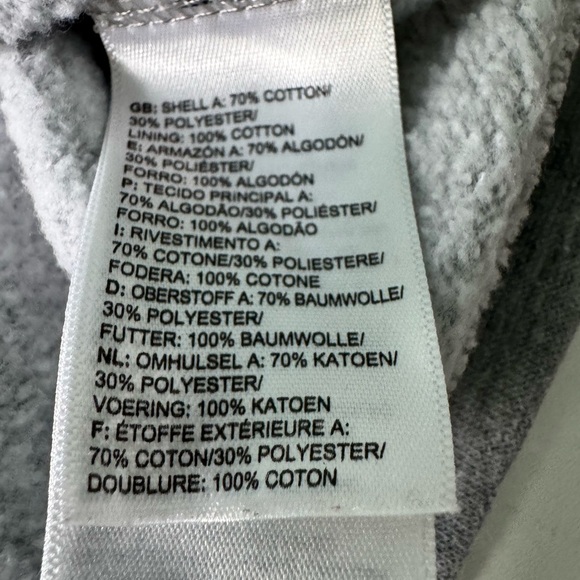 GB: SHELL A: 70% COTTON/
30% POLYESTER/
LINING: 100% COTTON
E: ARMAZÓN A: 70% ALGODÓN/
30% POLIÉSTER/
FORRO: 100% ALGODÓN
P: TECIDO PRINCIPAL A:
70% ALGODÃO/30% POLIÉSTER/
FORRO: 100% ALGODÃO
I: RIVESTIMENTO A:
70% COTONE/30% POLIESTERE/
FODERA: 100% COTONE
D: OBERSTOFF A: 70% BAUMWOLLE/
30% POLYESTER/
FUTTER: 100% BAUMWOLLE/
NL: OMHULSEL A: 70% KATOEN/
30% POLYESTER/
VOERING: 100% KATOEN
F: ÉTOFFE EXTÉRIEURE A:
70% COTON/30% POLYESTER/
DOUBLURE: 100% COTON